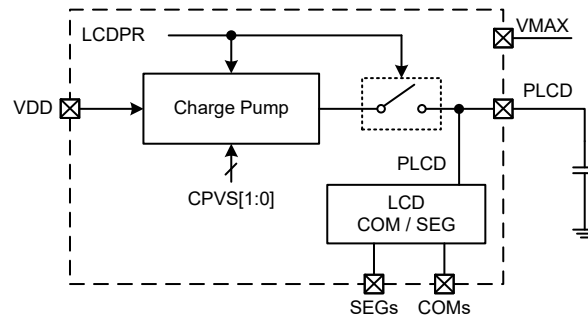 LCDPR
VMAX
VDD
Charge Pump
PLCD
PLCD
CPVS[1:0]
LCD
COM / SEG
SEGs
COMs